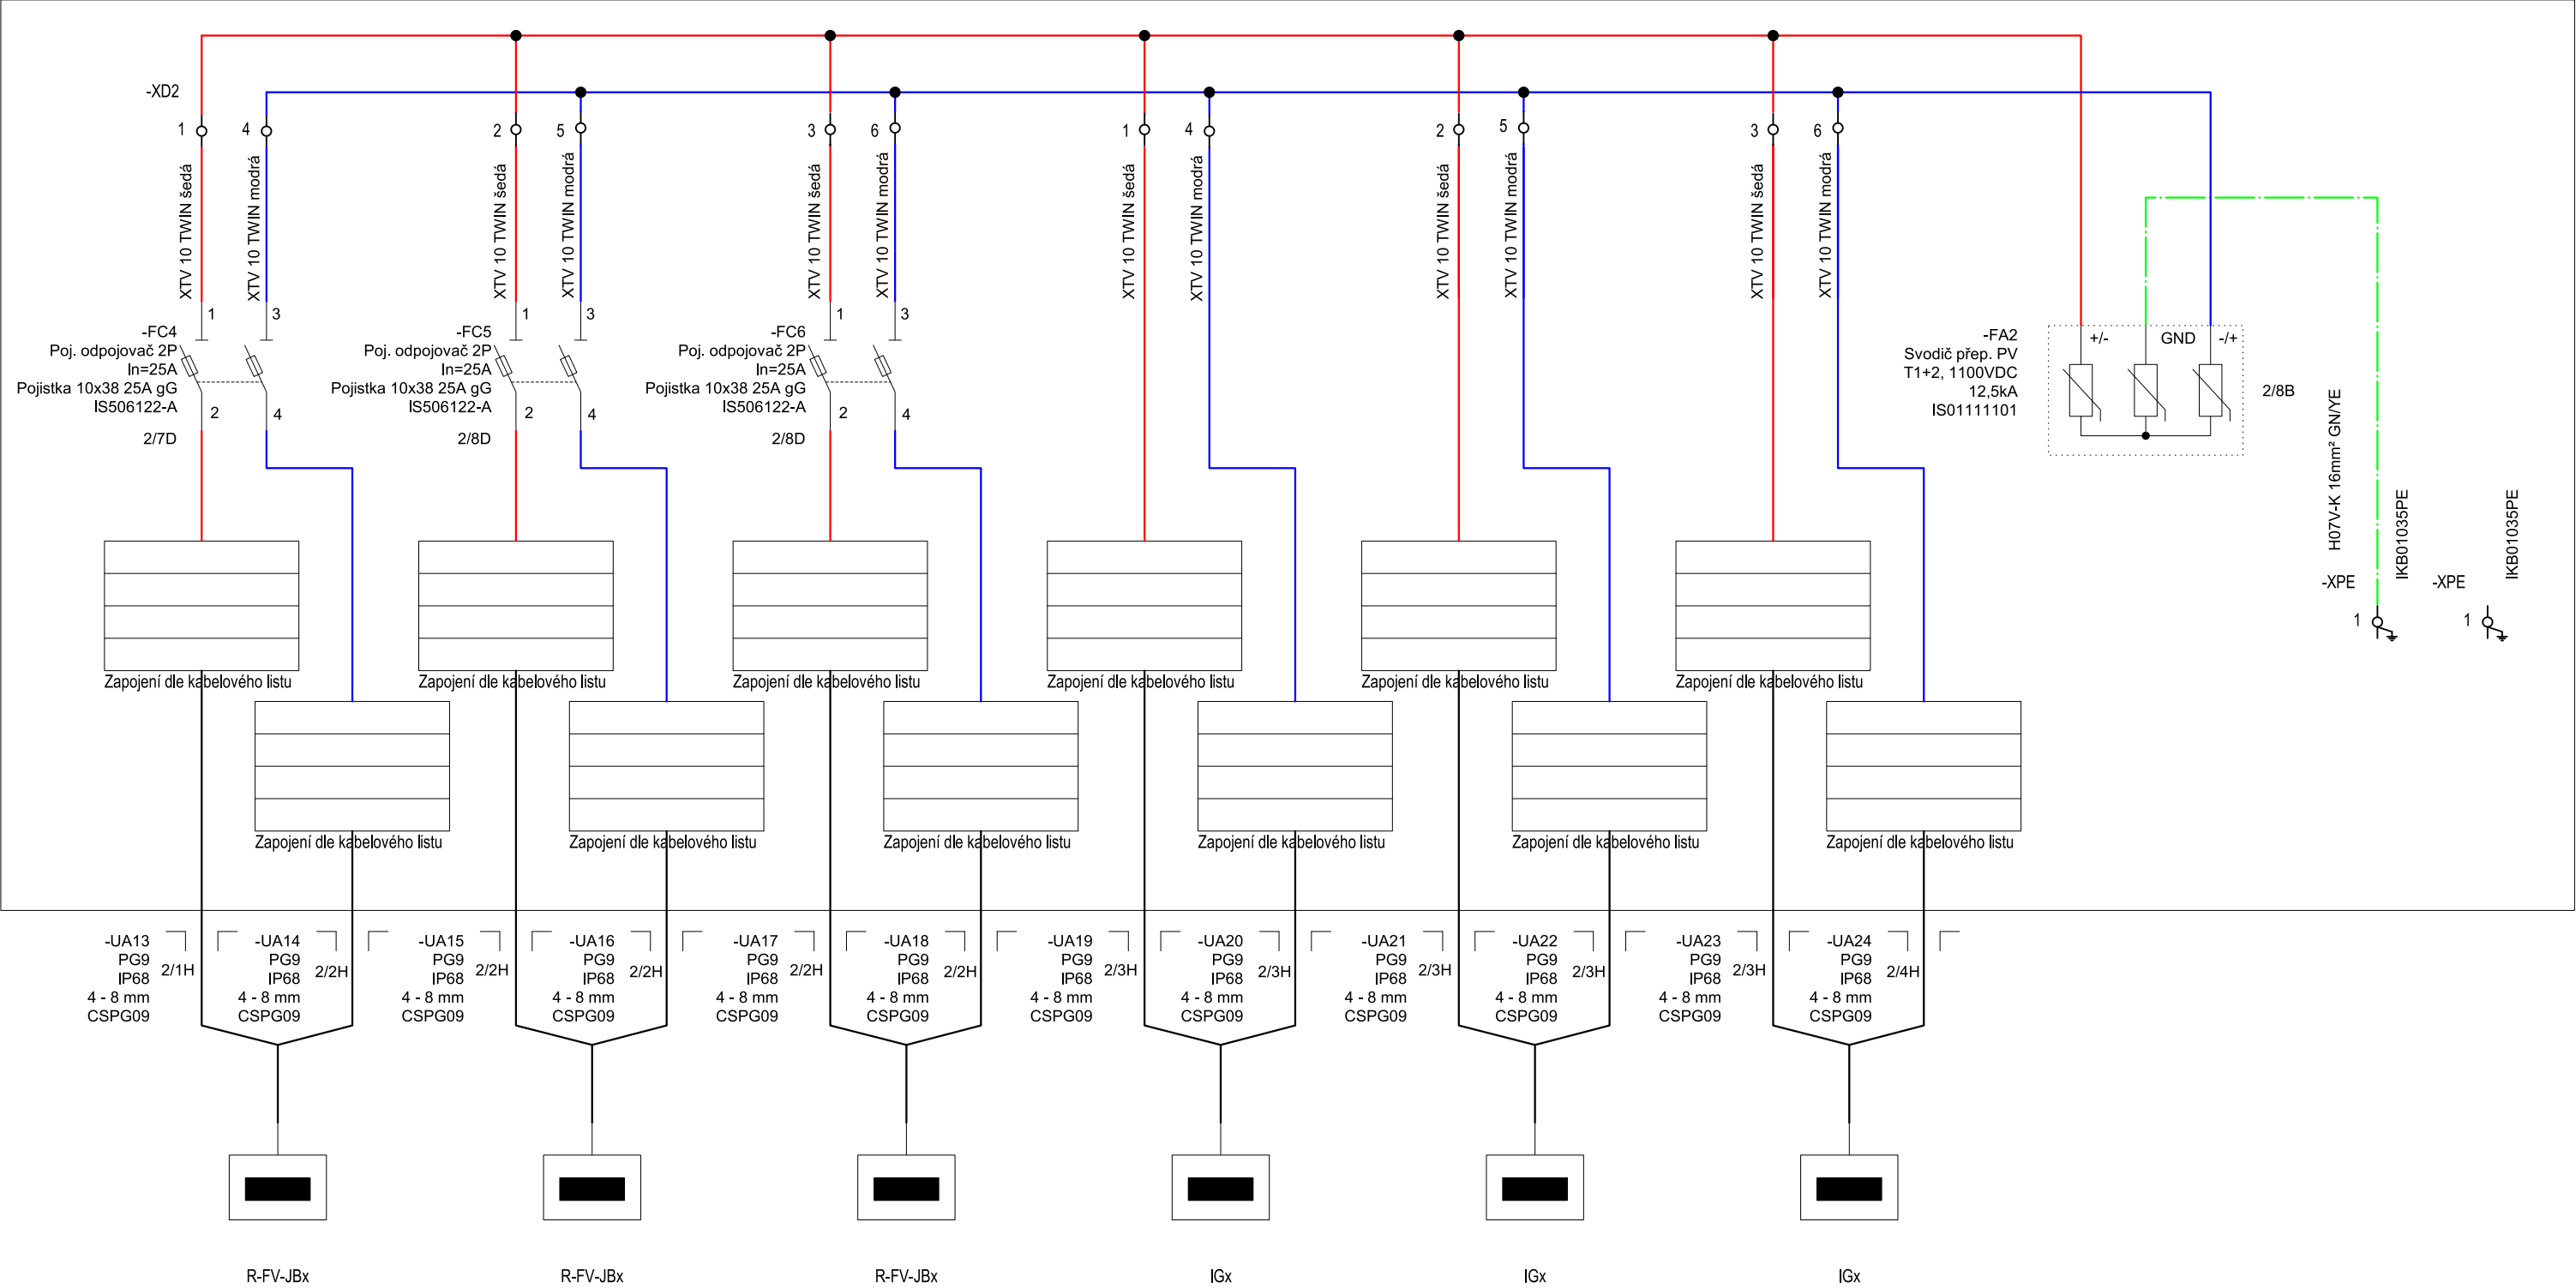 -XD2
1
4
2
5
3
6
1
4
2
5
3
6
XTV 10 TWIN šedá
XTV 10 TWIN modrá
XTV 10 TWIN šedá
XTV 10 TWIN modrá
XTV 10 TWIN šedá
XTV 10 TWIN modrá
XTV 10 TWIN šedá
XTV 10 TWIN modrá
XTV 10 TWIN šedá
XTV 10 TWIN modrá
XTV 10 TWIN šedá
XTV 10 TWIN modrá
1
3
-FC4
Poj. odpojovač 2P
In=25A
Pojistka 10x38 25A gG
IS506122-A
2
4
2/7D
1
3
-FC5
Poj. odpojovač 2P
In=25A
Pojistka 10x38 25A gG
IS506122-A
2
4
2/8D
1
3
-FC6
Poj. odpojovač 2P
In=25A
Pojistka 10x38 25A gG
IS506122-A
2
4
2/8D
-FA2
Svodič přep. PV
T1+2, 1100VDC
12,5kA
IS01111101
+/-
GND
-/+
2/8B
H07V-K 16mm² GN/YE
IKB01035PE
IKB01035PE
-XPE
1
-XPE
1
Zapojení dle kabelového listu
Zapojení dle kabelového listu
Zapojení dle kabelového listu
Zapojení dle kabelového listu
Zapojení dle kabelového listu
Zapojení dle kabelového listu
Zapojení dle kabelového listu
Zapojení dle kabelového listu
Zapojení dle kabelového listu
Zapojení dle kabelového listu
Zapojení dle kabelového listu
Zapojení dle kabelového listu
-UA13
PG9
IP68
4 - 8 mm
CSPG09
2/1H
-UA14
PG9
IP68
4 - 8 mm
CSPG09
2/2H
-UA15
PG9
IP68
4 - 8 mm
CSPG09
2/2H
-UA16
PG9
IP68
4 - 8 mm
CSPG09
2/2H
-UA17
PG9
IP68
4 - 8 mm
CSPG09
2/2H
-UA18
PG9
IP68
4 - 8 mm
CSPG09
2/2H
-UA19
PG9
IP68
4 - 8 mm
CSPG09
2/3H
-UA20
PG9
IP68
4 - 8 mm
CSPG09
2/3H
-UA21
PG9
IP68
4 - 8 mm
CSPG09
2/3H
-UA22
PG9
IP68
4 - 8 mm
CSPG09
2/3H
-UA23
PG9
IP68
4 - 8 mm
CSPG09
2/3H
-UA24
PG9
IP68
4 - 8 mm
CSPG09
2/4H
R-FV-JBx
R-FV-JBx
R-FV-JBx
IGx
IGx
IGx